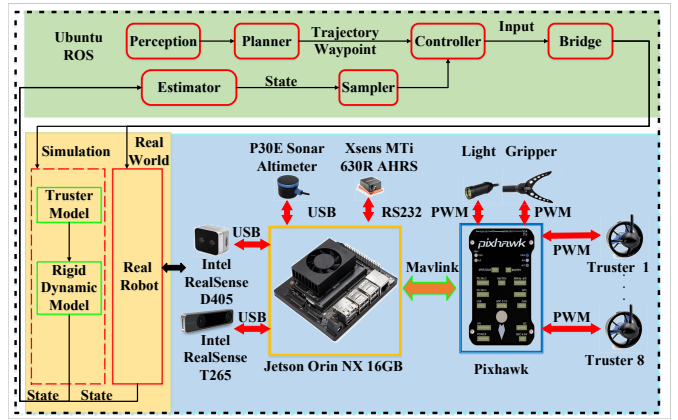 Ubuntu
ROS
Perception
Planner
Trajectory
Waypoint
Controller
Input
Bridge
Estimator
State
Sampler
Simulation
Real
World
Truster
Model
Rigid
Dynamic
Model
Real
Robot
State
State
P30E Sonar
Altimeter
Xsens MTi
630R AHRS
Light
Gripper
USB
RS232
PWM
PWM
USB
Intel
RealSense
D405
USB
Intel
RealSense
T265
Jetson Orin NX 16GB
Mavlink
pixhawk
Pixhawk
PWM
Truster 1
PWM
Truster 8